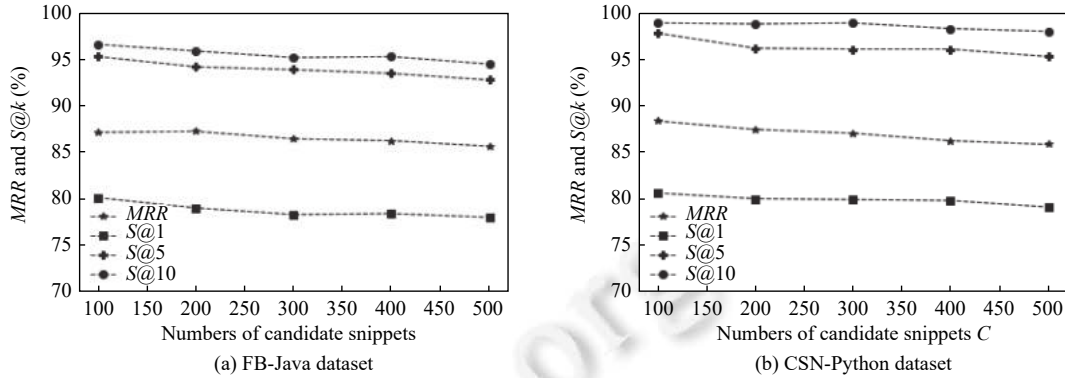 100
95
90
85
80
75
70
MRR and S@k (%)
MRR
S@1
S@5
S@10
100 150 200 250 300 350 400 450 500
Numbers of candidate snippets
(a) FB-Java dataset
100
95
90
85
80
75
70
MRR and S@k (%)
MRR
S@1
S@5
S@10
100 150 200 250 300 350 400 450 500
Numbers of candidate snippets C
(b) CSN-Python dataset
org